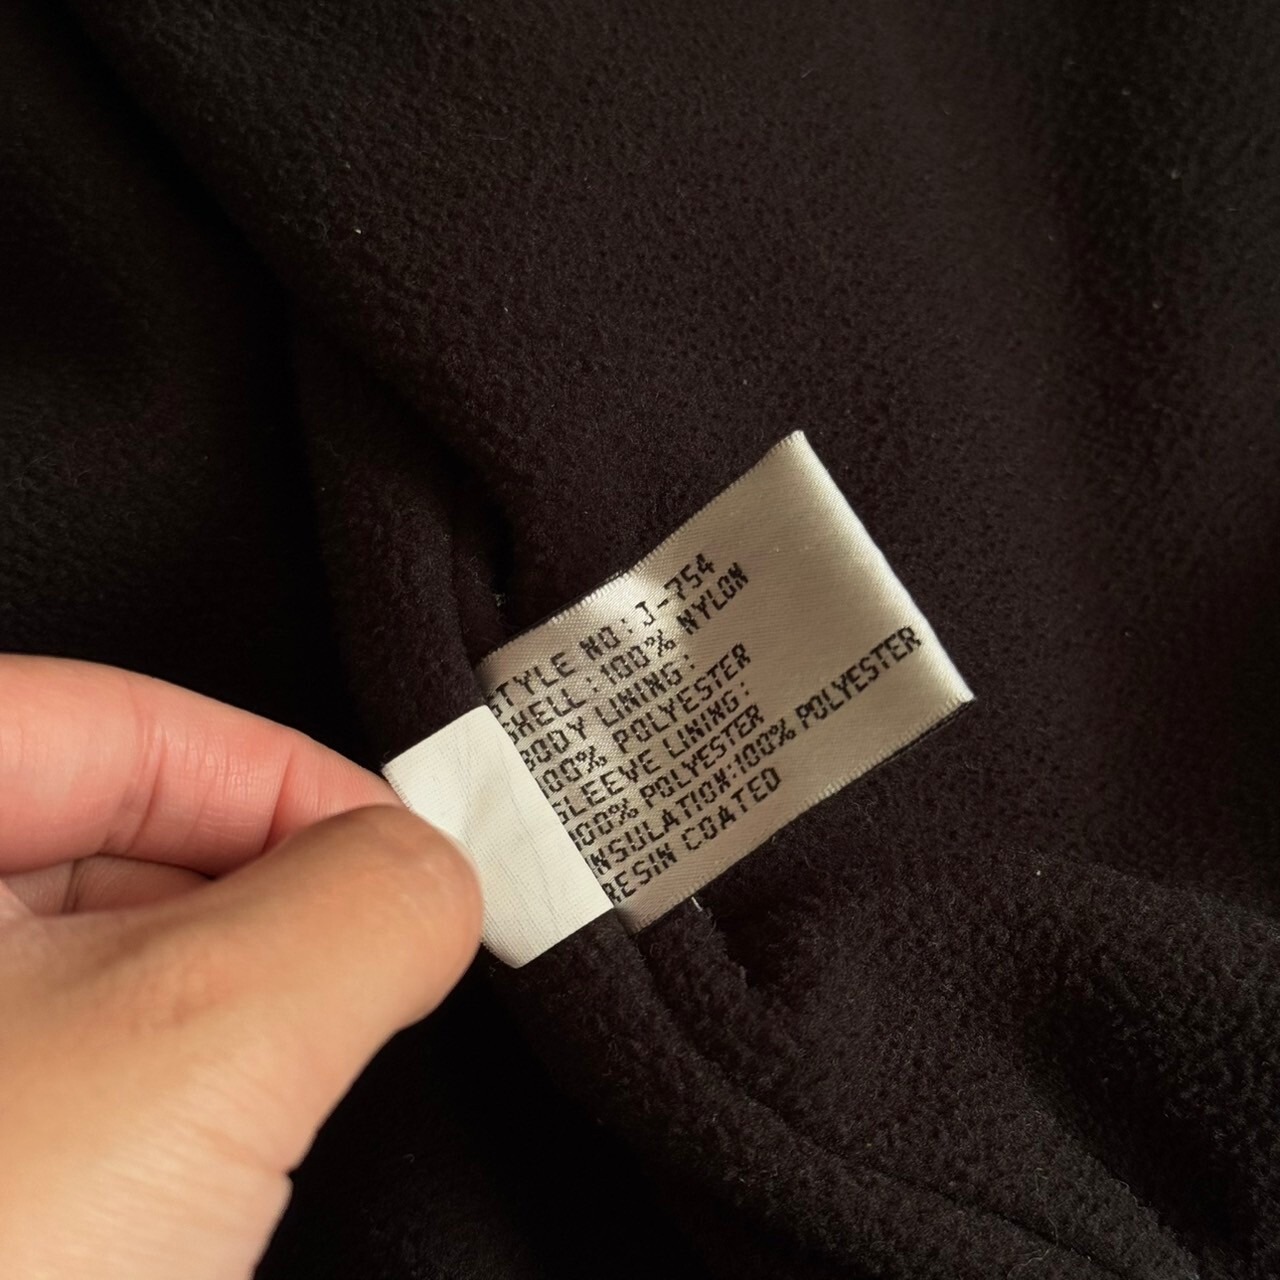 STYLE NO:J-754
SHELL:100% NYLON
BODY LINING:
100% POLYESTER
SLEEVE LINING:
100% POLYESTER
INSULATION:100% POLYESTER
RESIN COATED